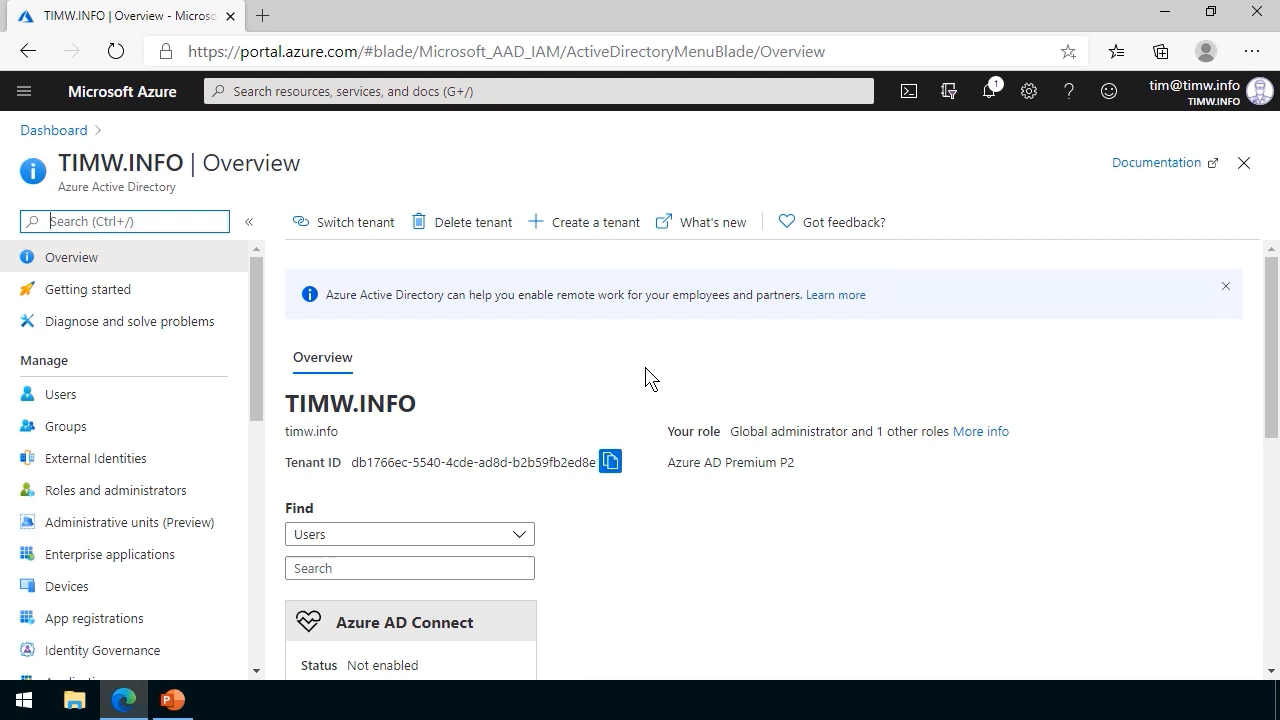 TIMW.INFO | Overview - Microso
https://portal.azure.com/#blade/Microsoft_AAD_IAM/ActiveDirectoryMenuBlade/Overview
Microsoft Azure
Search resources, services, and docs (G+/)
1
tim@timw.info
TIMW.INFO
Dashboard
TIMW.INFO | Overview
Azure Active Directory
Documentation
Search (Ctrl+/)
Switch tenant
Delete tenant
Create a tenant
What's new
Got feedback?
Overview
Getting started
Diagnose and solve problems
Manage
Users
Groups
External Identities
Roles and administrators
Administrative units (Preview)
Enterprise applications
Devices
App registrations
Identity Governance
Azure Active Directory can help you enable remote work for your employees and partners. Learn more
Overview
TIMW.INFO
timw.info
Your role Global administrator and 1 other roles More info
Tenant ID db1766ec-5540-4cde-ad8d-b2b59fb2ed8e
Azure AD Premium P2
Find
Users
Search
Azure AD Connect
Status Not enabled